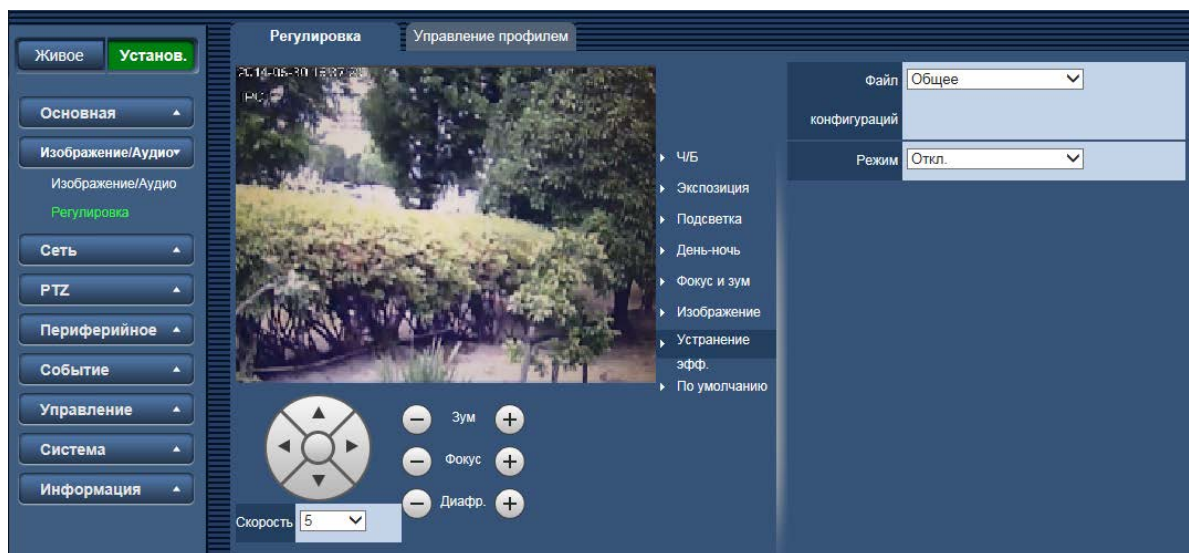 Живое Установ.
Основная
Изображение/Аудио
Изображение/Аудио
Регулировка
Сеть
PTZ
Периферийное
Событие
Управление
Система
Информация
Регулировка Управление профилем
Ч/Б
Экспозиция
Подсветка
День-ночь
Фокус и зум
Изображение
Устранение
эфф.
По умолчанию
Зум
Фокус
Диафр.
Скорость 5
Файл Общее
конфигураций
Режим Откл.